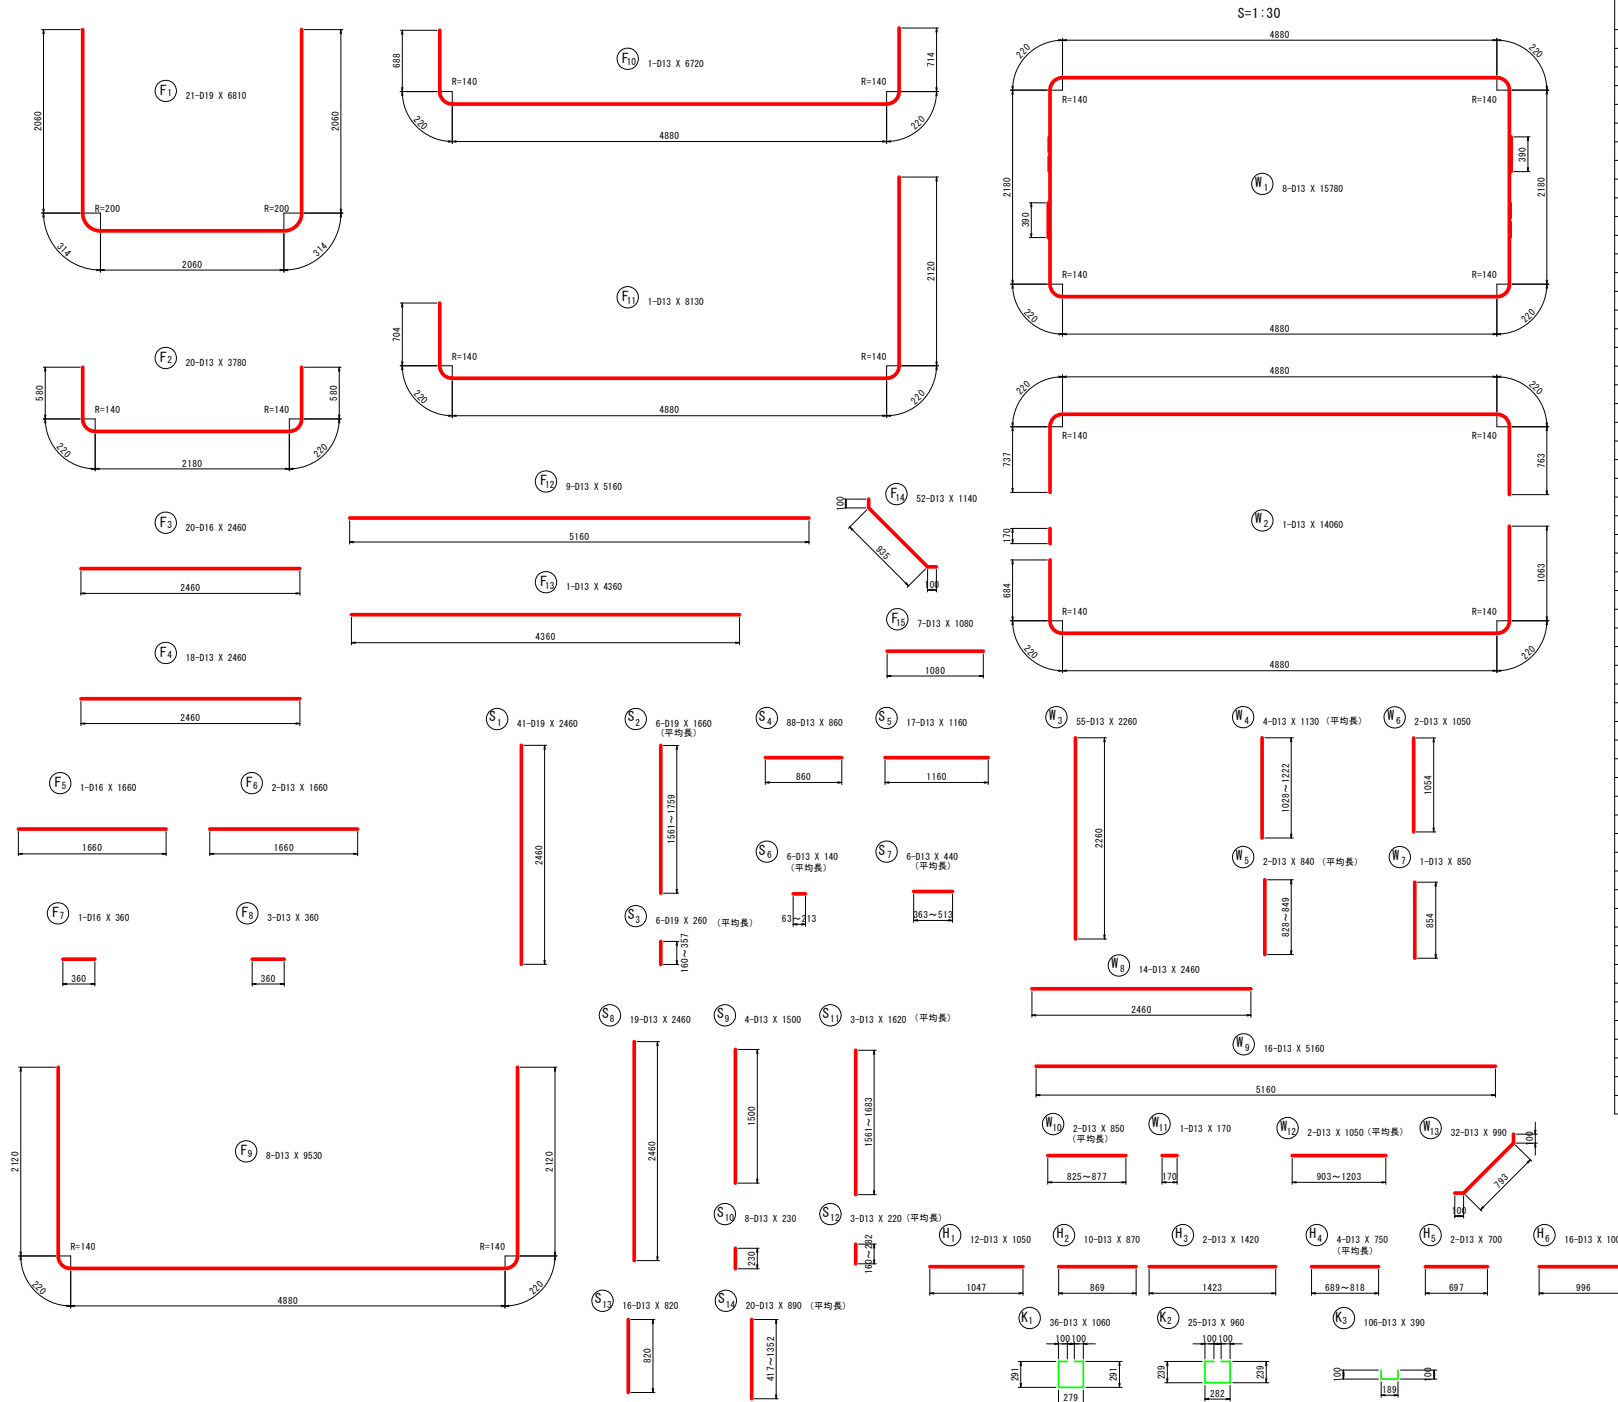 S=1:30
F1 21-D19 X 6810
2060
2060
R=200
R=200
314
314
2060
F2 20-D13 X 3780
580
580
R=140
R=140
220
220
2180
F3 20-D16 X 2460
2460
F4 18-D13 X 2460
2460
F5 1-D16 X 1660
1660
F6 2-D13 X 1660
1660
F7 1-D16 X 360
360
F8 3-D13 X 360
360
F9 8-D13 X 9530
2120
2120
R=140
R=140
220
220
4880
F10 1-D13 X 6720
688
714
R=140
R=140
220
220
4880
F11 1-D13 X 8130
704
2120
R=140
R=140
220
220
4880
F12 9-D13 X 5160
5160
F13 1-D13 X 4360
4360
F14 52-D13 X 1140
100
935
100
F15 7-D13 X 1080
1080
S1 41-D19 X 2460
2460
S2 6-D19 X 1660
(平均長)
1561～1759
S3 6-D19 X 260 (平均長)
160～357
S4 88-D13 X 860
860
S5 17-D13 X 1160
1160
S6 6-D13 X 140
(平均長)
63～213
S7 6-D13 X 440
(平均長)
363～513
S8 19-D13 X 2460
2460
S9 4-D13 X 1500
1500
S10 8-D13 X 230
230
S11 3-D13 X 1620 (平均長)
1561～1683
S12 3-D13 X 220 (平均長)
160～282
S13 16-D13 X 820
820
S14 20-D13 X 890 (平均長)
417～1352
W1 8-D13 X 15780
4880
220
220
R=140
R=140
2180
2180
390
390
R=140
R=140
220
220
4880
W2 1-D13 X 14060
4880
220
220
R=140
R=140
737
763
170
684
1063
R=140
R=140
220
220
4880
W3 55-D13 X 2260
2260
W4 4-D13 X 1130 (平均長)
1028～1222
W5 2-D13 X 840 (平均長)
828～849
W6 2-D13 X 1050
1054
W7 1-D13 X 850
854
W8 14-D13 X 2460
2460
W9 16-D13 X 5160
5160
W10 2-D13 X 850
(平均長)
825～877
W11 1-D13 X 170
170
W12 2-D13 X 1050 (平均長)
903～1203
W13 32-D13 X 990
100
793
100
H1 12-D13 X 1050
1047
H2 10-D13 X 870
869
H3 2-D13 X 1420
1423
H4 4-D13 X 750
(平均長)
689～818
H5 2-D13 X 700
697
H6 16-D13 X 100
996
K1 36-D13 X 1060
100 100
291
291
279
K2 25-D13 X 960
100 100
239
239
282
K3 106-D13 X 390
100
100
189